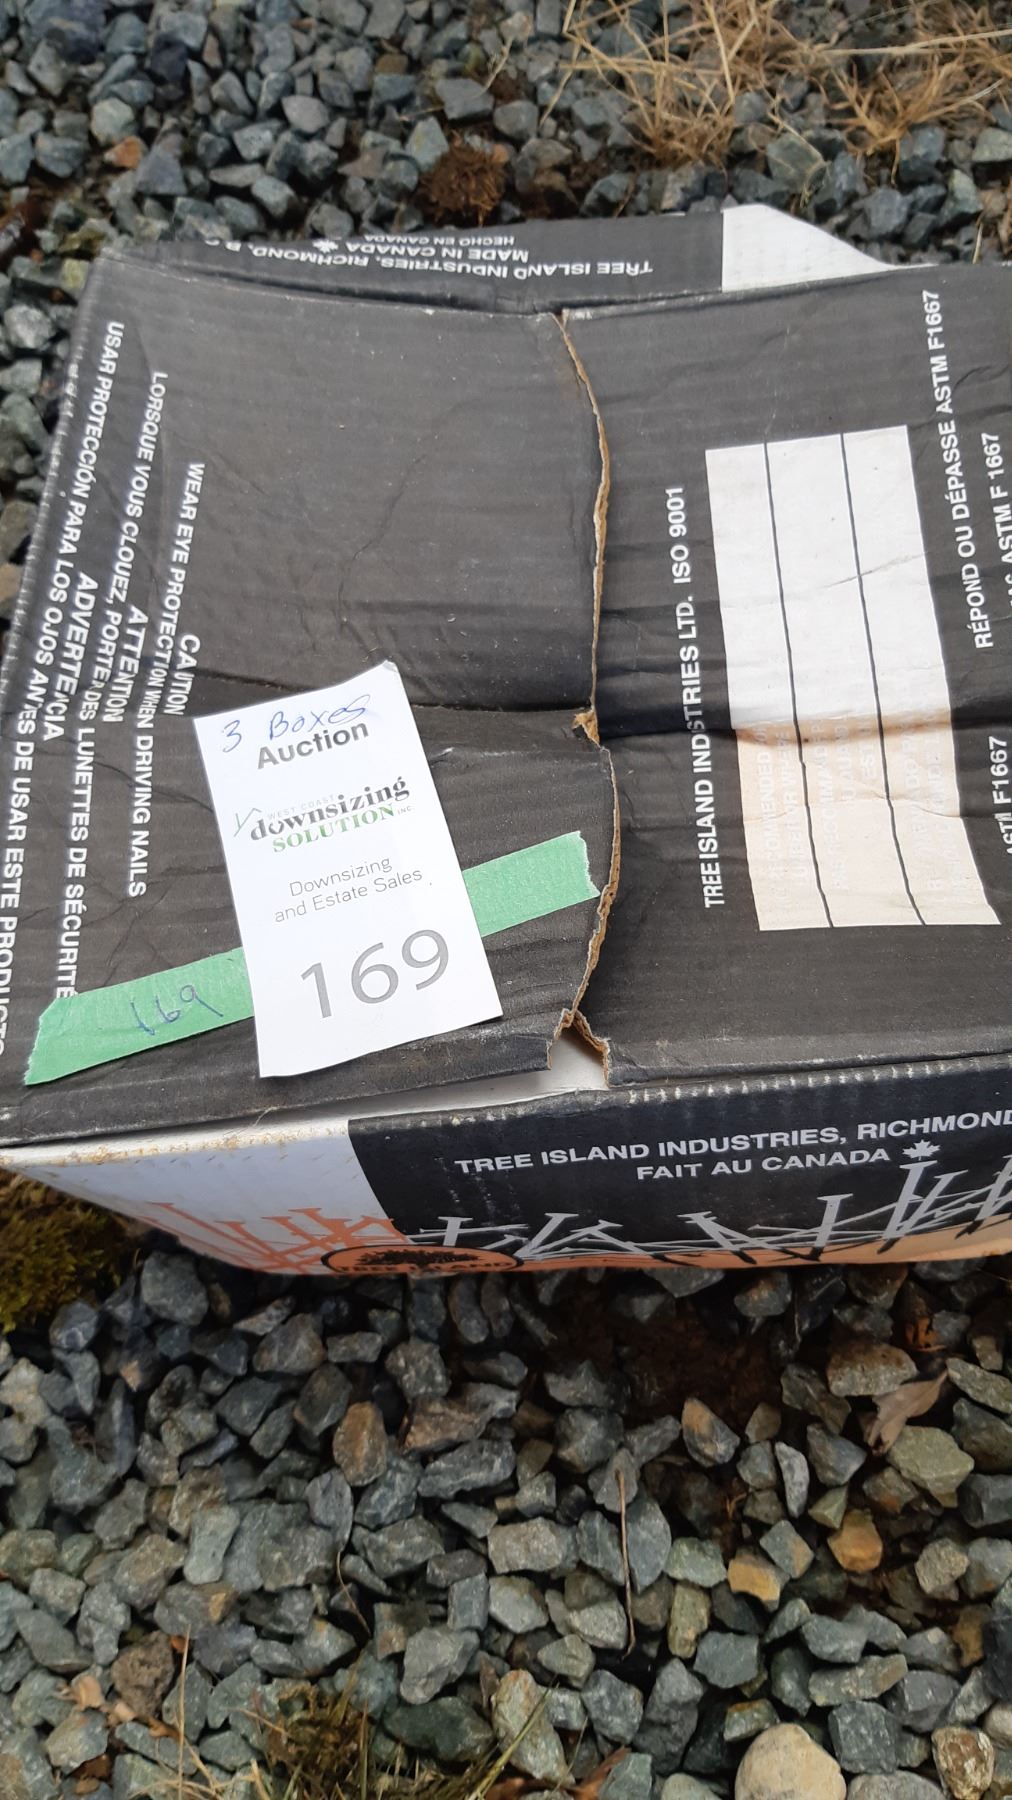 TREE ISLAND INDUSTRIES, RICHMOND, B.C.
MADE IN CANADA
HECHO EN CANADA
CAUTION
WEAR EYE PROTECTION WHEN DRIVING NAILS
ATTENTION
LORSQUE VOUS CLOUEZ, PORTEZ DES LUNETTES DE SÉCURITÉ
ADVERTENCIA
USAR PROTECCIÓN PARA LOS OJOS ANTES DE USAR ESTE PRODUCTO
3 Boxes
Auction
WEST COAST
downsizing
SOLUTION INC.
Downsizing
and Estate Sales
169
169
TREE ISLAND INDUSTRIES LTD. ISO 9001
RÉPOND OU DÉPASSE ASTM F1667
ASTM F 1667
ASTM F1667
TREE ISLAND INDUSTRIES, RICHMOND
FAIT AU CANADA
TREE ISLAND